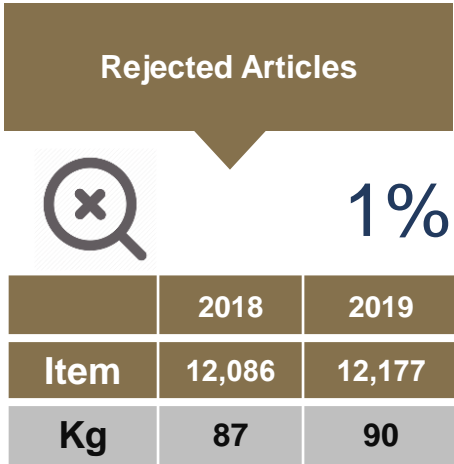 Rejected Articles
1%
2018 2019
Item 12,086 12,177
Kg 87 90